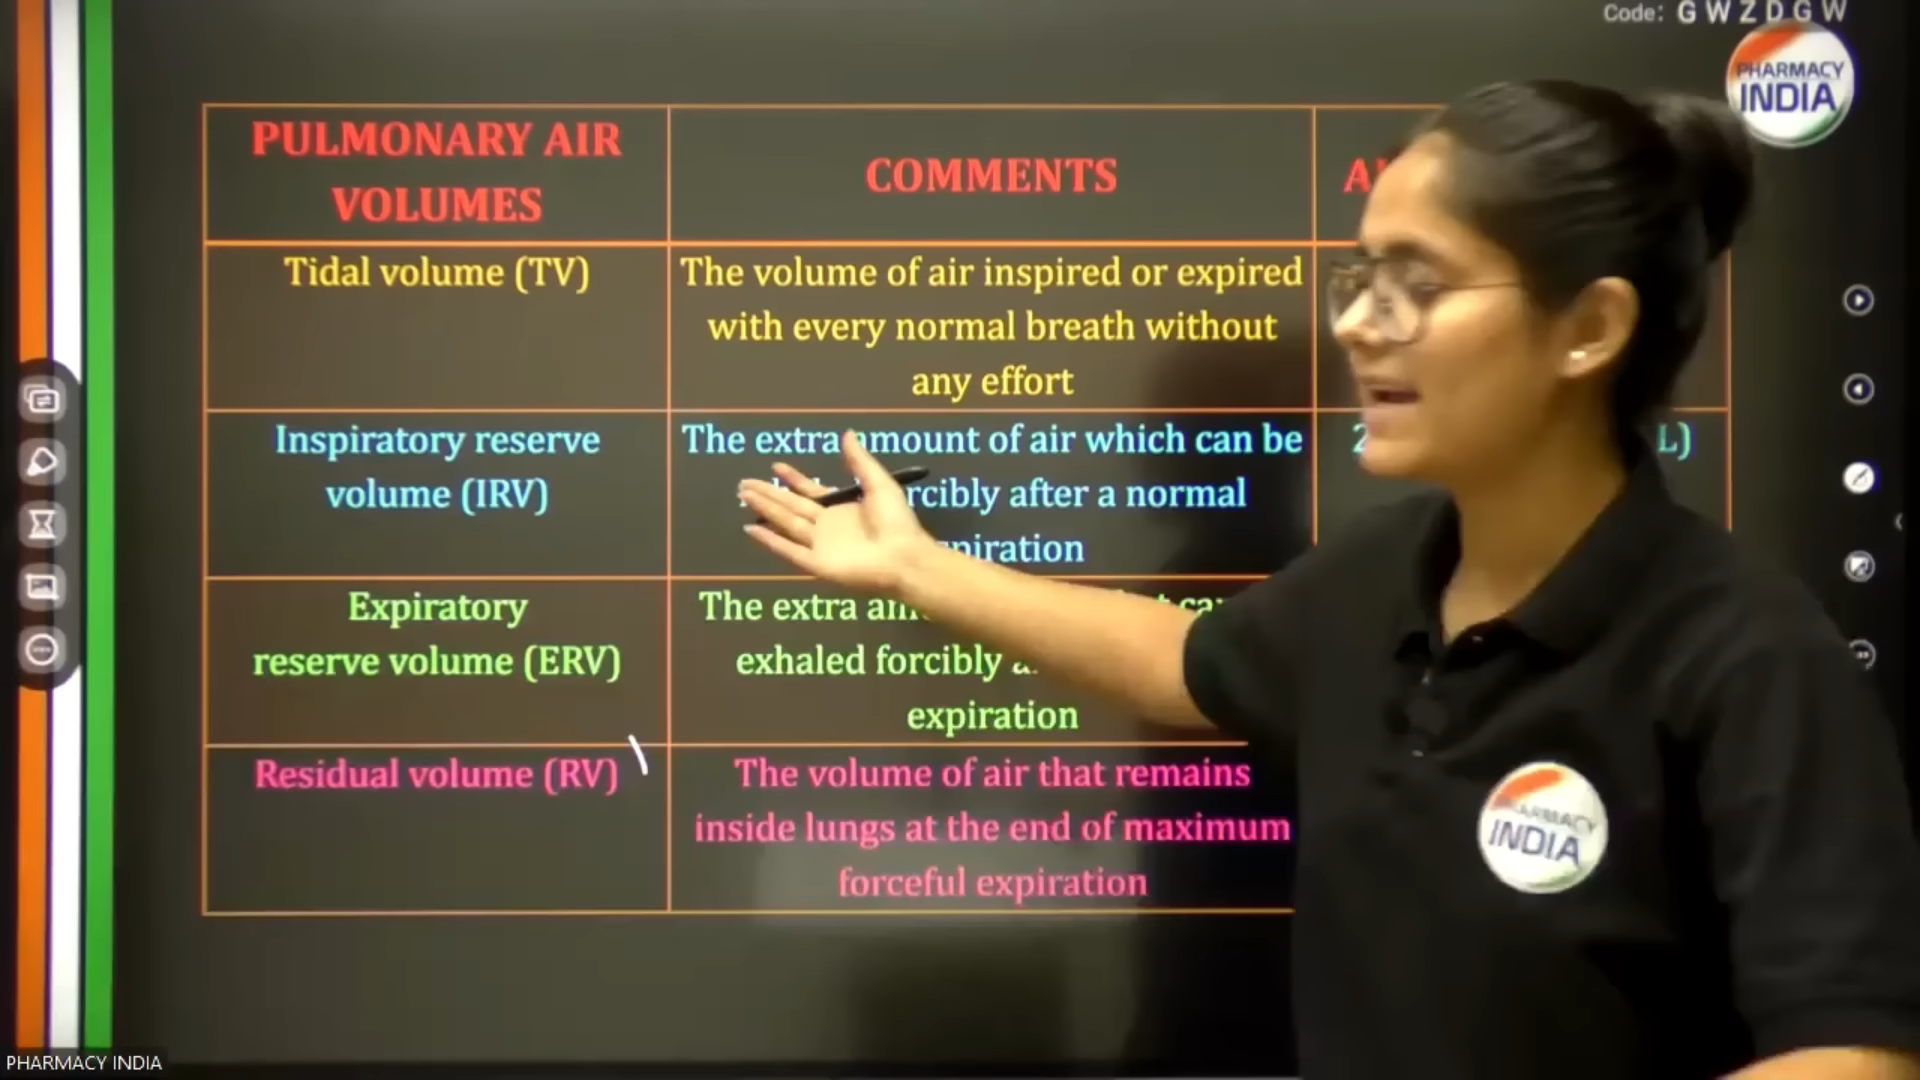 Code: G W Z D G W
PHARMACY
INDIA
PULMONARY AIR
VOLUMES
COMMENTS
Tidal volume (TV)
The volume of air inspired or expired
with every normal breath without
any effort
Inspiratory reserve
volume (IRV)
The extra amount of air which can be
forcibly after a normal
L)
Expiratory
reserve volume (ERV)
The extra
exhaled forcibly
expiration
Residual volume (RV)
The volume of air that remains
inside lungs at the end of maximum
forceful expiration
PHARMACY
INDIA
PHARMACY INDIA